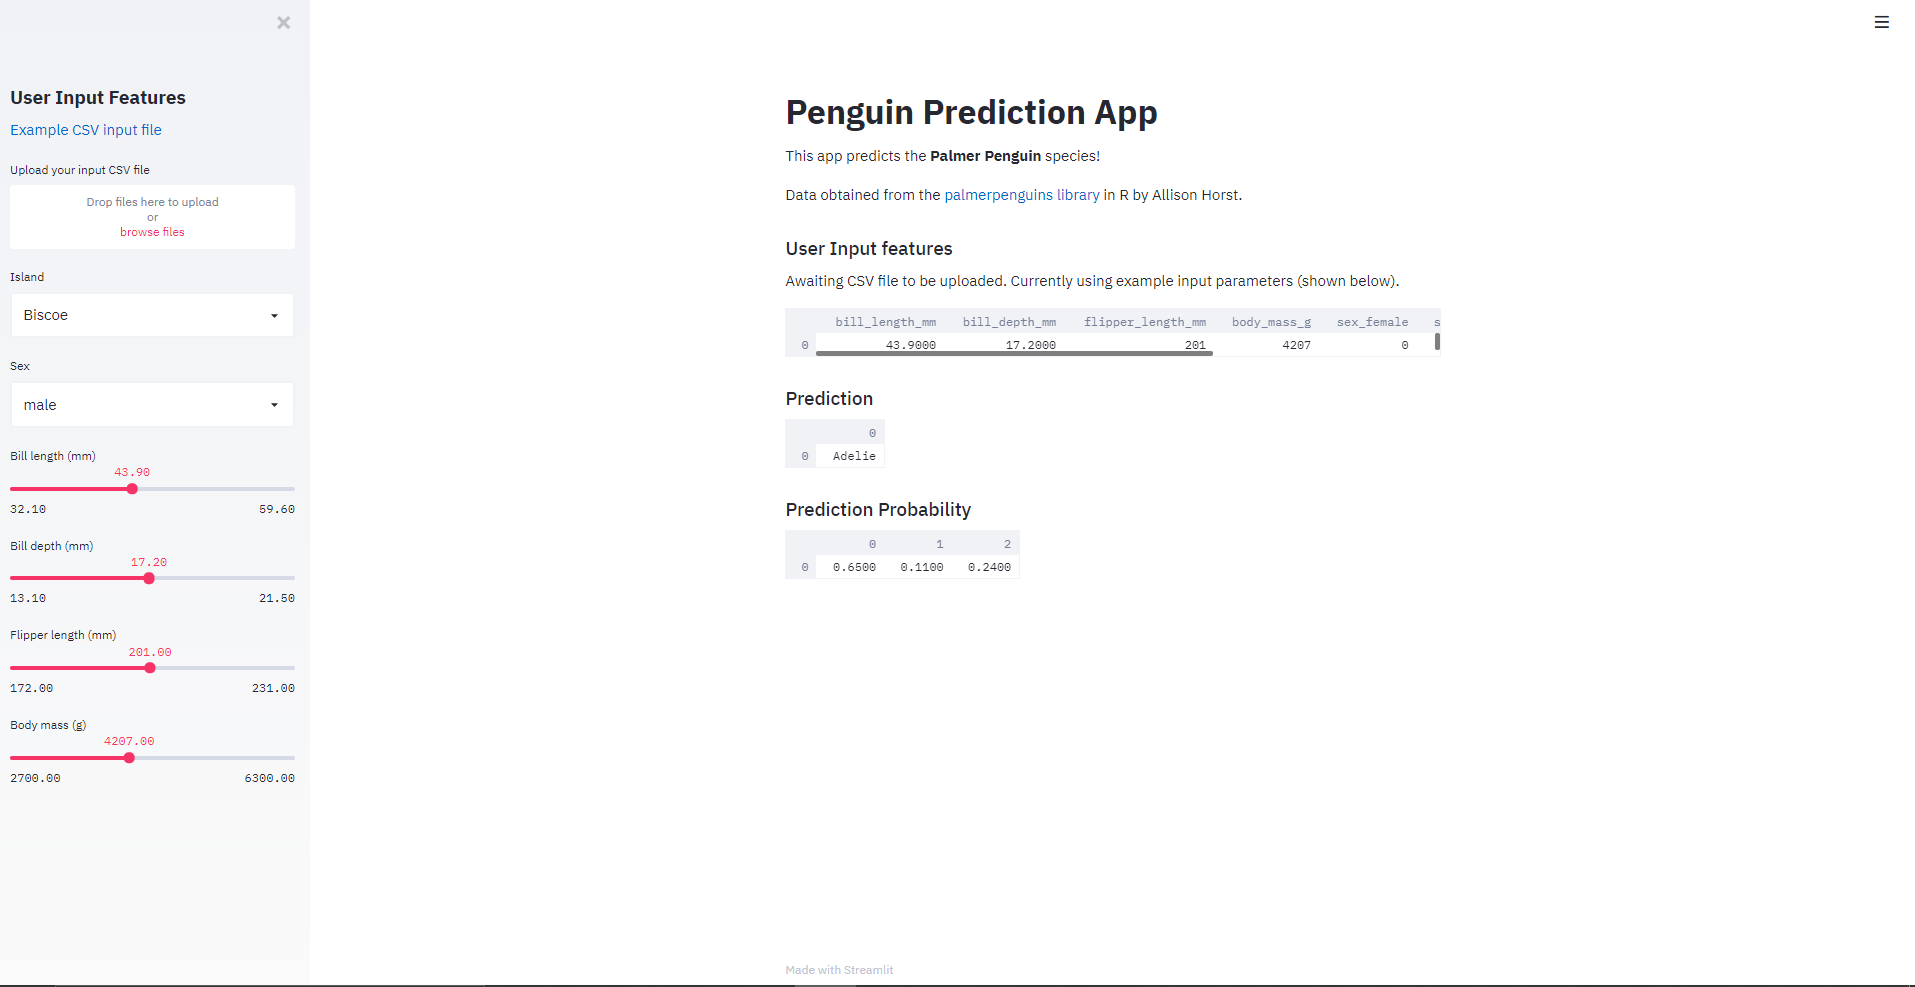 User Input Features
Example CSV input file
Upload your input CSV file
Drop files here to upload
or
browse files
Island
Biscoe
Sex
male
Bill length (mm)
43.90
32.10 59.60
Bill depth (mm)
17.20
13.10 21.50
Flipper length (mm)
201.00
172.00 231.00
Body mass (g)
4207.00
2700.00 6300.00
Penguin Prediction App
This app predicts the Palmer Penguin species!
Data obtained from the palmerpenguins library in R by Allison Horst.
User Input features
Awaiting CSV file to be uploaded. Currently using example input parameters (shown below).
bill_length_mm bill_depth_mm flipper_length_mm body_mass_g sex_female s
0 43.9000 17.2000 201 4207 0
Prediction
0
0 Adelie
Prediction Probability
0 1 2
0 0.6500 0.1100 0.2400
Made with Streamlit